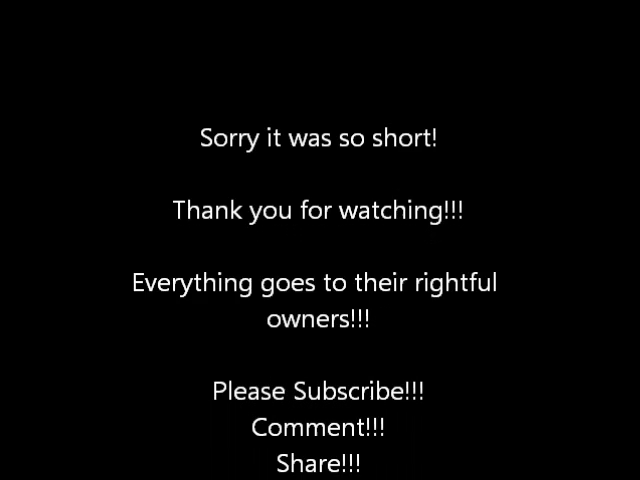 Sorry it was so short!
Thank you for watching!!!
Everything goes to their rightful
owners!!!
Please Subscribe!!!
Comment!!!
Share!!!